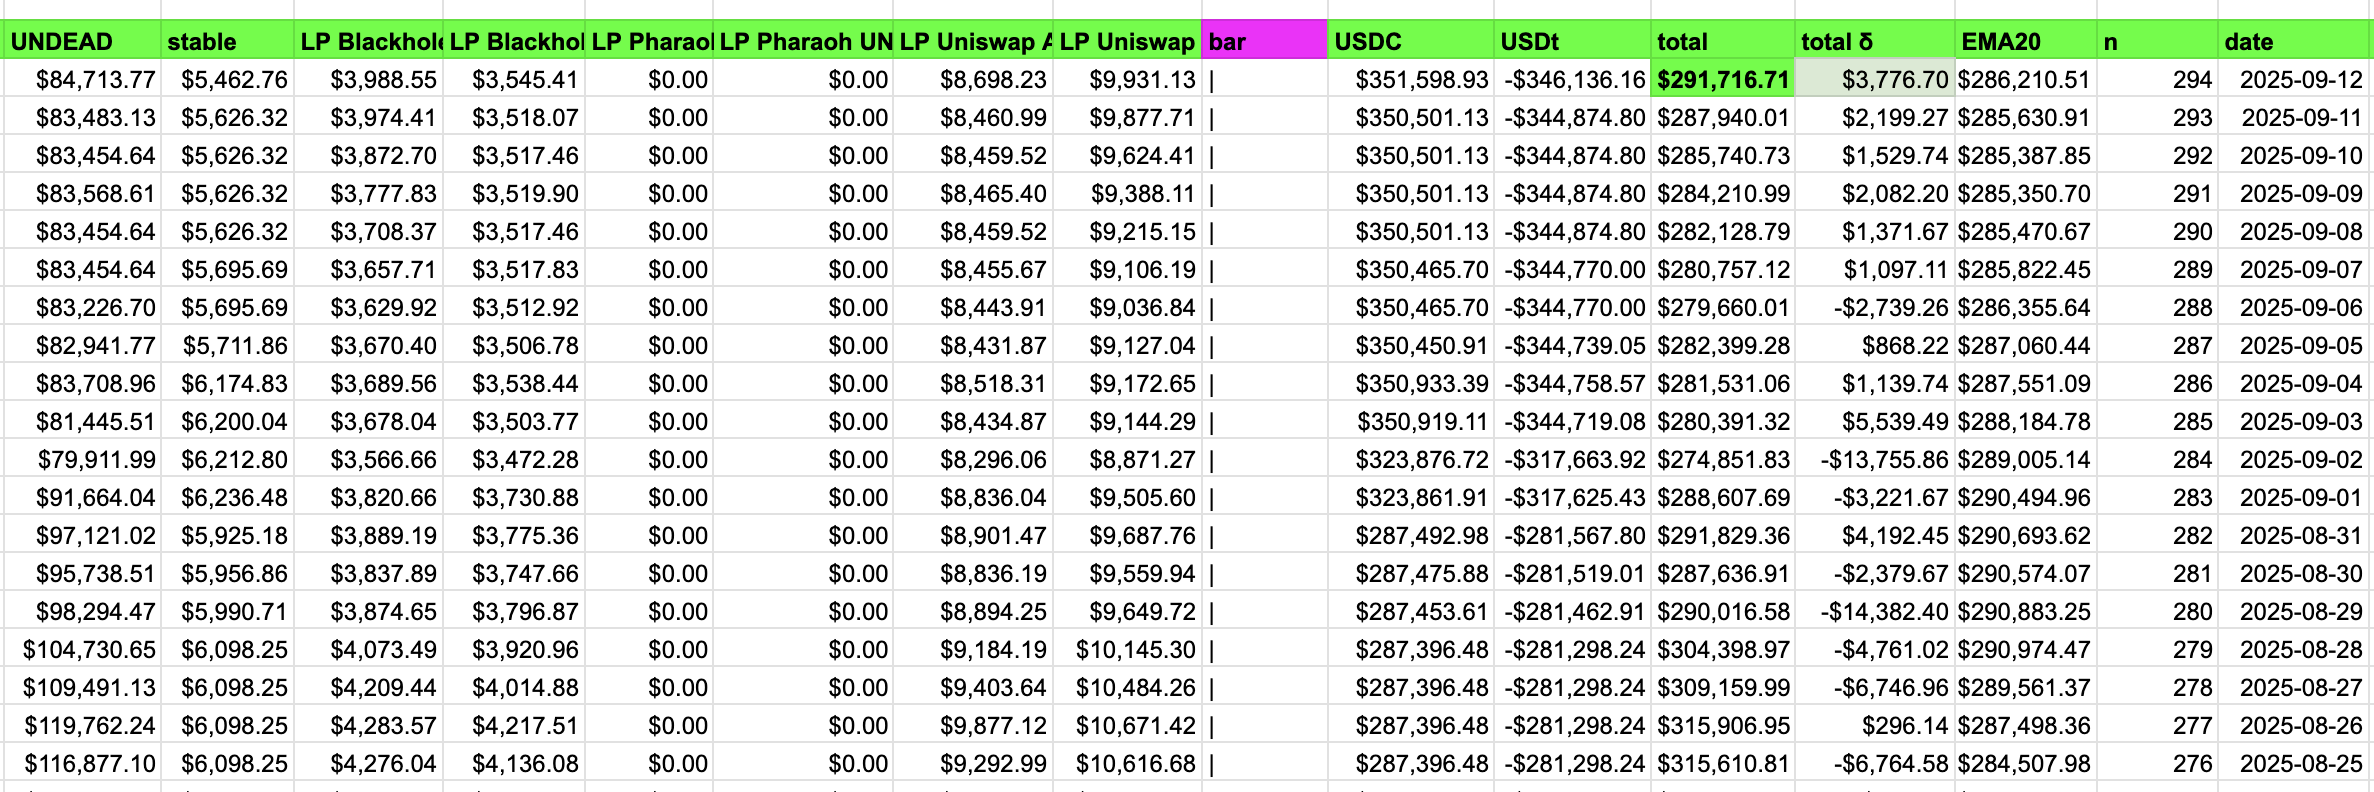 UNDEAD stable LP Blackhole LP Blackhol LP Pharaol LP Pharaoh UN LP Uniswap A LP Uniswap bar USDC USDt total total δ EMA20 n date
$84,713.77 $5,462.76 $3,988.55 $3,545.41 $0.00 $0.00 $8,698.23 $9,931.13 | $351,598.93 -$346,136.16 $291,716.71 $3,776.70 $286,210.51 294 2025-09-12
$83,483.13 $5,626.32 $3,974.41 $3,518.07 $0.00 $0.00 $8,460.99 $9,877.71 | $350,501.13 -$344,874.80 $287,940.01 $2,199.27 $285,630.91 293 2025-09-11
$83,454.64 $5,626.32 $3,872.70 $3,517.46 $0.00 $0.00 $8,459.52 $9,624.41 | $350,501.13 -$344,874.80 $285,740.73 $1,529.74 $285,387.85 292 2025-09-10
$83,568.61 $5,626.32 $3,777.83 $3,519.90 $0.00 $0.00 $8,465.40 $9,388.11 | $350,501.13 -$344,874.80 $284,210.99 $2,082.20 $285,350.70 291 2025-09-09
$83,454.64 $5,626.32 $3,708.37 $3,517.46 $0.00 $0.00 $8,459.52 $9,215.15 | $350,501.13 -$344,874.80 $282,128.79 $1,371.67 $285,470.67 290 2025-09-08
$83,454.64 $5,695.69 $3,657.71 $3,517.83 $0.00 $0.00 $8,455.67 $9,106.19 | $350,465.70 -$344,770.00 $280,757.12 $1,097.11 $285,822.45 289 2025-09-07
$83,226.70 $5,695.69 $3,629.92 $3,512.92 $0.00 $0.00 $8,443.91 $9,036.84 | $350,465.70 -$344,770.00 $279,660.01 -$2,739.26 $286,355.64 288 2025-09-06
$82,941.77 $5,711.86 $3,670.40 $3,506.78 $0.00 $0.00 $8,431.87 $9,127.04 | $350,450.91 -$344,739.05 $282,399.28 $868.22 $287,060.44 287 2025-09-05
$83,708.96 $6,174.83 $3,689.56 $3,538.44 $0.00 $0.00 $8,518.31 $9,172.65 | $350,933.39 -$344,758.57 $281,531.06 $1,139.74 $287,551.09 286 2025-09-04
$81,445.51 $6,200.04 $3,678.04 $3,503.77 $0.00 $0.00 $8,434.87 $9,144.29 | $350,919.11 -$344,719.08 $280,391.32 $5,539.49 $288,184.78 285 2025-09-03
$79,911.99 $6,212.80 $3,566.66 $3,472.28 $0.00 $0.00 $8,296.06 $8,871.27 | $323,876.72 -$317,663.92 $274,851.83 -$13,755.86 $289,005.14 284 2025-09-02
$91,664.04 $6,236.48 $3,820.66 $3,730.88 $0.00 $0.00 $8,836.04 $9,505.60 | $323,861.91 -$317,625.43 $288,607.69 -$3,221.67 $290,494.96 283 2025-09-01
$97,121.02 $5,925.18 $3,889.19 $3,775.36 $0.00 $0.00 $8,901.47 $9,687.76 | $287,492.98 -$281,567.80 $291,829.36 $4,192.45 $290,693.62 282 2025-08-31
$95,738.51 $5,956.86 $3,837.89 $3,747.66 $0.00 $0.00 $8,836.19 $9,559.94 | $287,475.88 -$281,519.01 $287,636.91 -$2,379.67 $290,574.07 281 2025-08-30
$98,294.47 $5,990.71 $3,874.65 $3,796.87 $0.00 $0.00 $8,894.25 $9,649.72 | $287,453.61 -$281,462.91 $290,016.58 -$14,382.40 $290,883.25 280 2025-08-29
$104,730.65 $6,098.25 $4,073.49 $3,920.96 $0.00 $0.00 $9,184.19 $10,145.30 | $287,396.48 -$281,298.24 $304,398.97 -$4,761.02 $290,974.47 279 2025-08-28
$109,491.13 $6,098.25 $4,209.44 $4,014.88 $0.00 $0.00 $9,403.64 $10,484.26 | $287,396.48 -$281,298.24 $309,159.99 -$6,746.96 $289,561.37 278 2025-08-27
$119,762.24 $6,098.25 $4,283.57 $4,217.51 $0.00 $0.00 $9,877.12 $10,671.42 | $287,396.48 -$281,298.24 $315,906.95 $296.14 $287,498.36 277 2025-08-26
$116,877.10 $6,098.25 $4,276.04 $4,136.08 $0.00 $0.00 $9,292.99 $10,616.68 | $287,396.48 -$281,298.24 $315,610.81 -$6,764.58 $284,507.98 276 2025-08-25